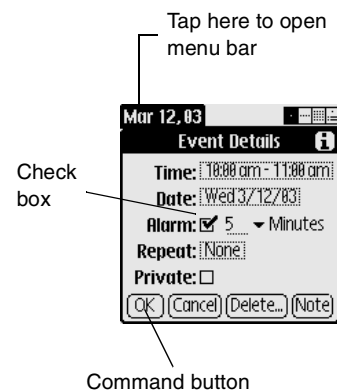 Tap here to open
menu bar
Mar 12, 03
Event Details
Time: 10:00 am - 11:00 am
Date: Wed 3/12/03
Check
box
Alarm: 5 Minutes
Repeat: None
Private:
OK Cancel Delete... Note
Command button